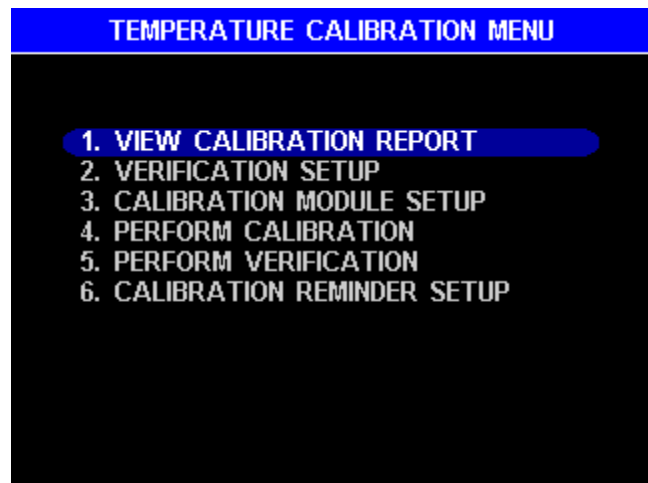 TEMPERATURE CALIBRATION MENU
1. VIEW CALIBRATION REPORT
2. VERIFICATION SETUP
3. CALIBRATION MODULE SETUP
4. PERFORM CALIBRATION
5. PERFORM VERIFICATION
6. CALIBRATION REMINDER SETUP